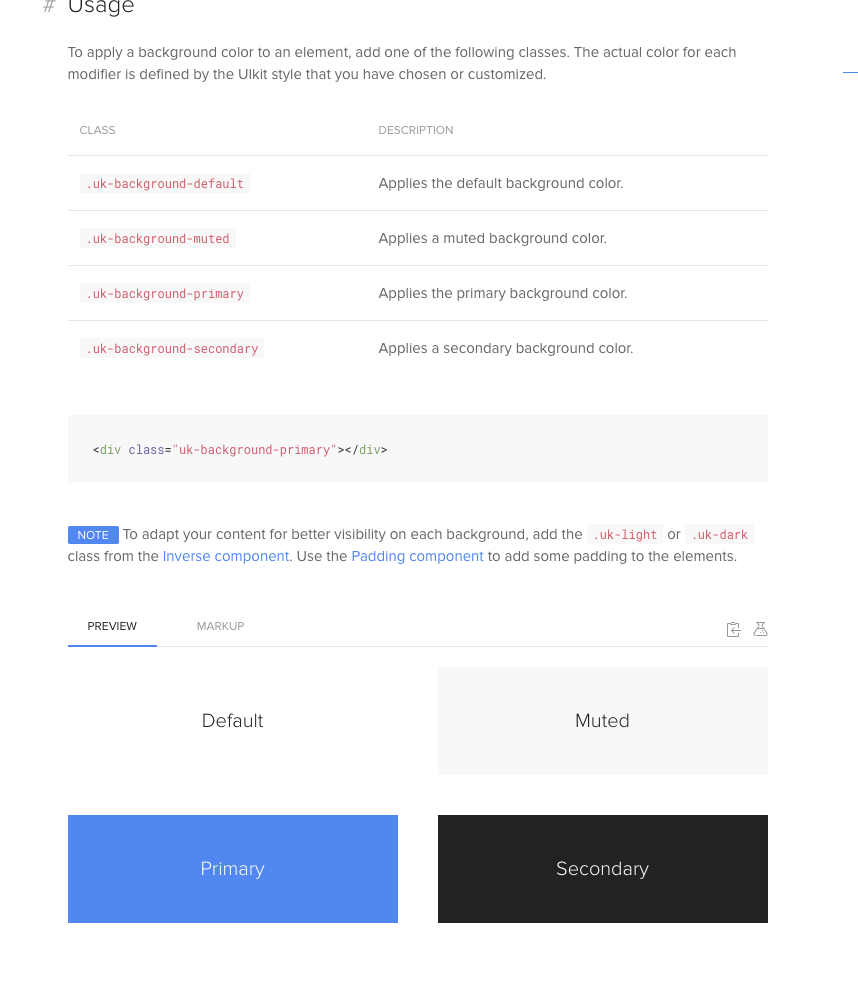 # Usage
To apply a background color to an element, add one of the following classes. The actual color for each
modifier is defined by the UIkit style that you have chosen or customized.
CLASS DESCRIPTION
.uk-background-default Applies the default background color.
.uk-background-muted Applies a muted background color.
.uk-background-primary Applies the primary background color.
.uk-background-secondary Applies a secondary background color.
<div class="uk-background-primary"></div>
NOTE To adapt your content for better visibility on each background, add the .uk-light or .uk-dark
class from the Inverse component. Use the Padding component to add some padding to the elements.
PREVIEW MARKUP
Default Muted
Primary Secondary